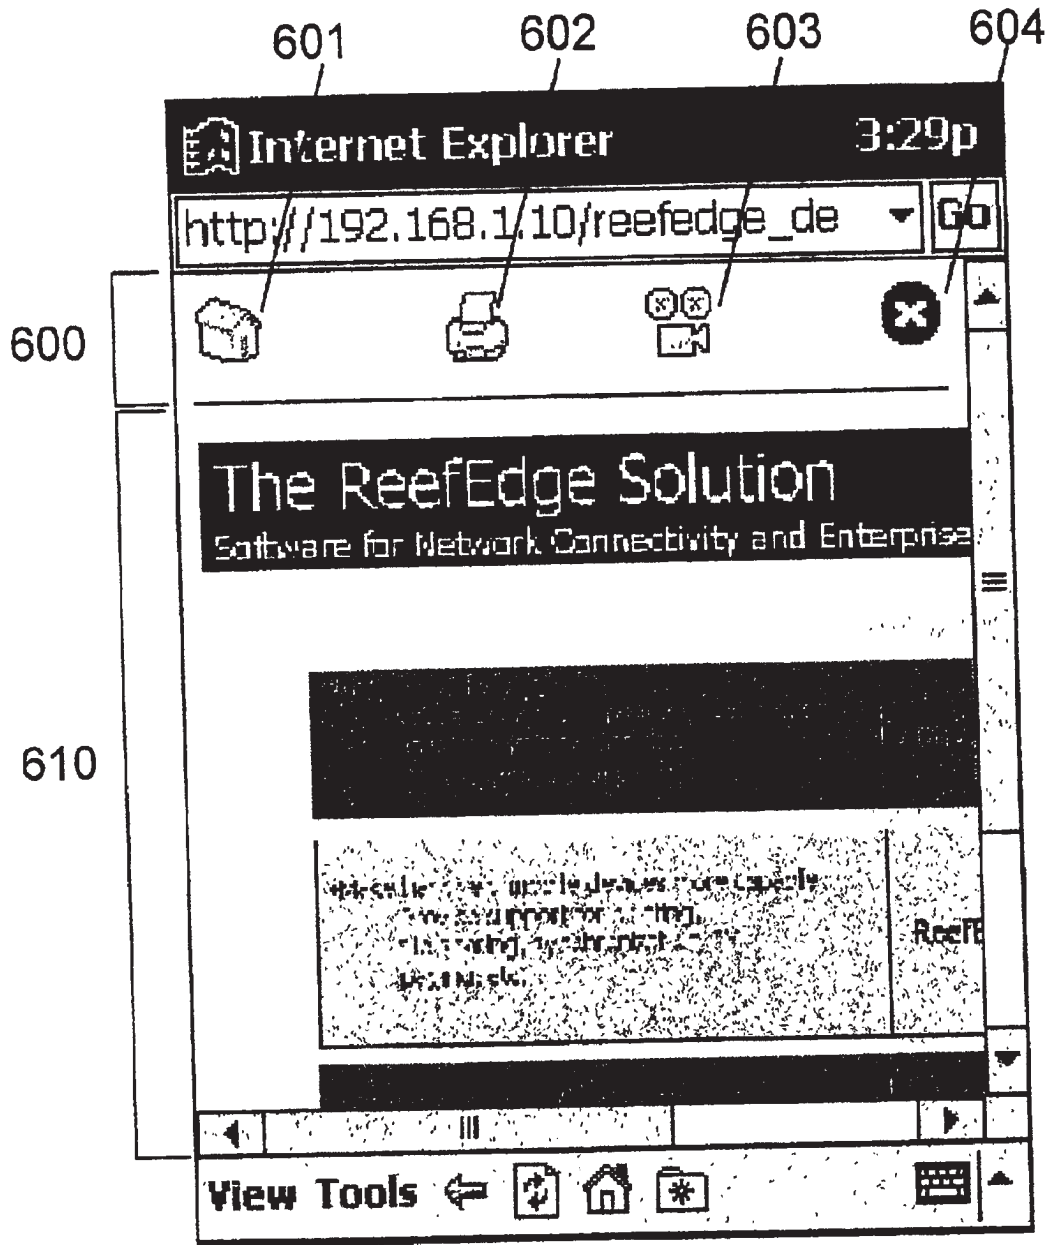 601 602 603 604
Internet Explorer 3:29p
http://192.168.1.10/reefedge_de Go
600
The ReefEdge Solution
Software for Network Connectivity and Enterprise
610
ReefE
View Tools